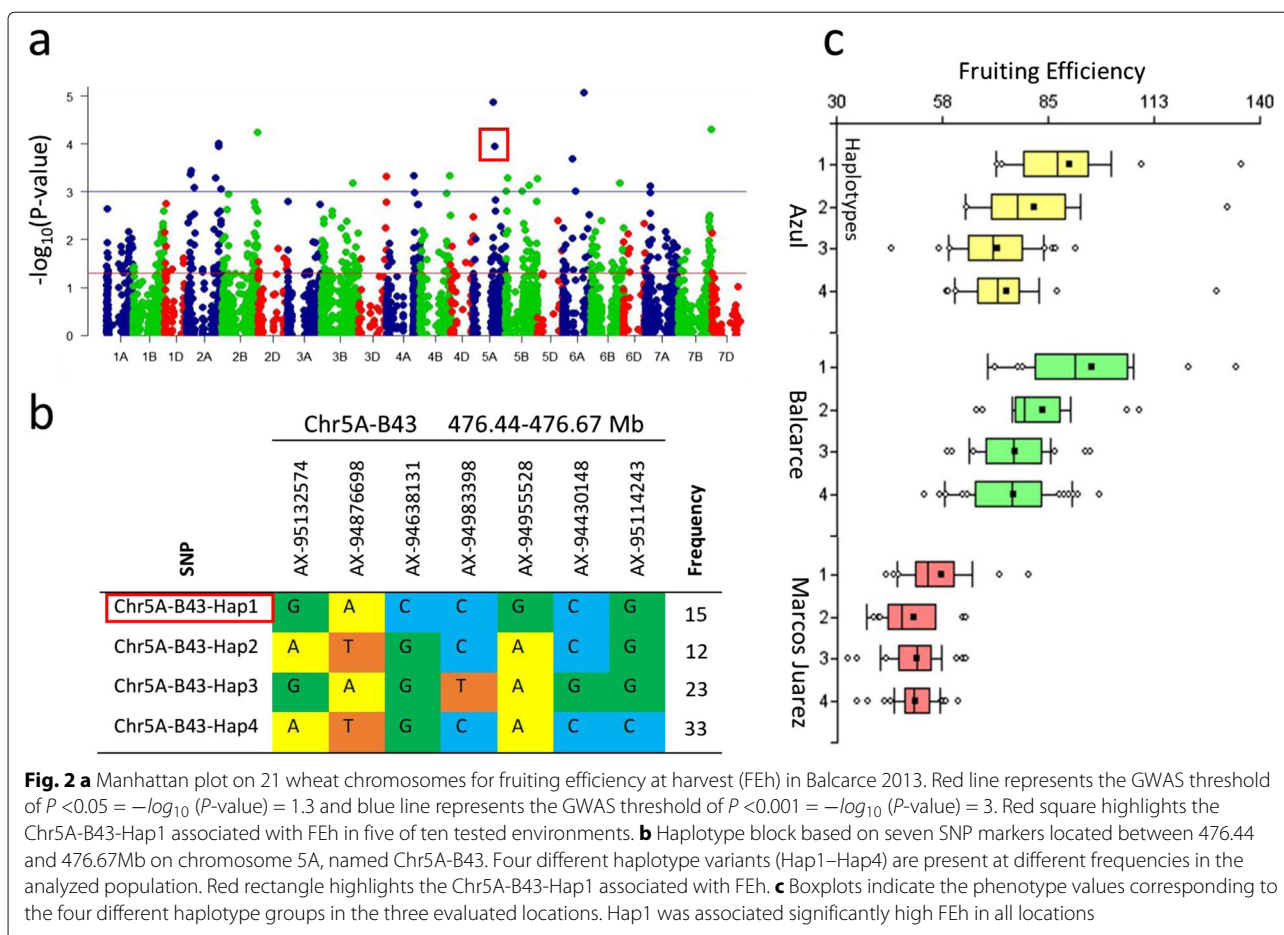 a
-log10(P-value)
5
4
3
2
1
0
1A 1B 1D 2A 2B 2D 3A 3B 3D 4A 4B 4D 5A 5B 5D 6A 6B 6D 7A 7B 7D
b
Chr5A-B43 476.44-476.67 Mb
SNP AX-95132574 AX-94876698 AX-94638131 AX-94983398 AX-94955528 AX-94430148 AX-95114243 Frequency
Chr5A-B43-Hap1 G A C C G C G 15
Chr5A-B43-Hap2 A T G C A C G 12
Chr5A-B43-Hap3 G A G T A G G 23
Chr5A-B43-Hap4 A T G C A C C 33
c
Fruiting Efficiency
30 58 85 113 140
Haplotypes
Azul
1
2
3
4
Balcarce
1
2
3
4
Marcos Juarez
1
2
3
4
Fig. 2 a Manhattan plot on 21 wheat chromosomes for fruiting efficiency at harvest (FEh) in Balcarce 2013. Red line represents the GWAS threshold
of P <0.05 = −log10 (P-value) = 1.3 and blue line represents the GWAS threshold of P <0.001 = −log10 (P-value) = 3. Red square highlights the
Chr5A-B43-Hap1 associated with FEh in five of ten tested environments. b Haplotype block based on seven SNP markers located between 476.44
and 476.67Mb on chromosome 5A, named Chr5A-B43. Four different haplotype variants (Hap1–Hap4) are present at different frequencies in the
analyzed population. Red rectangle highlights the Chr5A-B43-Hap1 associated with FEh. c Boxplots indicate the phenotype values corresponding to
the four different haplotype groups in the three evaluated locations. Hap1 was associated significantly high FEh in all locations